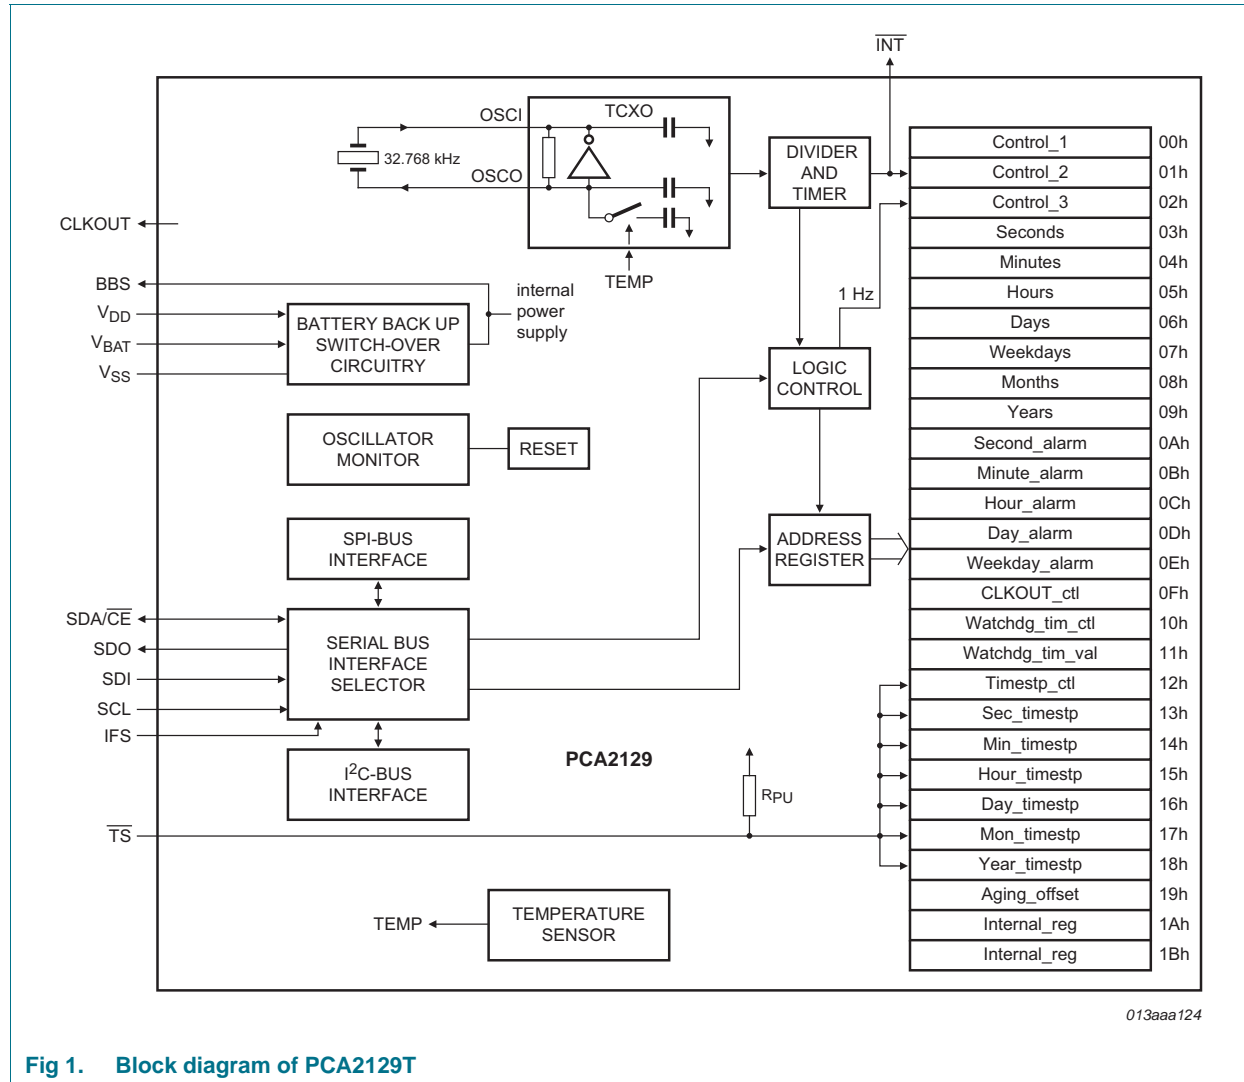 INT
OSCI
TCXO
32.768 kHz
OSCO
TEMP
DIVIDER
AND
TIMER
CLKOUT
BBS
VDD
VBAT
VSS
BATTERY BACK UP
SWITCH-OVER
CIRCUITRY
internal
power
supply
1 Hz
LOGIC
CONTROL
OSCILLATOR
MONITOR
RESET
SPI-BUS
INTERFACE
ADDRESS
REGISTER
SDA/CE
SDO
SDI
SCL
IFS
SERIAL BUS
INTERFACE
SELECTOR
I2C-BUS
INTERFACE
PCA2129
RPU
TS
TEMP
TEMPERATURE
SENSOR
Control_1 00h
Control_2 01h
Control_3 02h
Seconds 03h
Minutes 04h
Hours 05h
Days 06h
Weekdays 07h
Months 08h
Years 09h
Second_alarm 0Ah
Minute_alarm 0Bh
Hour_alarm 0Ch
Day_alarm 0Dh
Weekday_alarm 0Eh
CLKOUT_ctl 0Fh
Watchdg_tim_ctl 10h
Watchdg_tim_val 11h
Timestp_ctl 12h
Sec_timestp 13h
Min_timestp 14h
Hour_timestp 15h
Day_timestp 16h
Mon_timestp 17h
Year_timestp 18h
Aging_offset 19h
Internal_reg 1Ah
Internal_reg 1Bh
013aaa124
Fig 1. Block diagram of PCA2129T